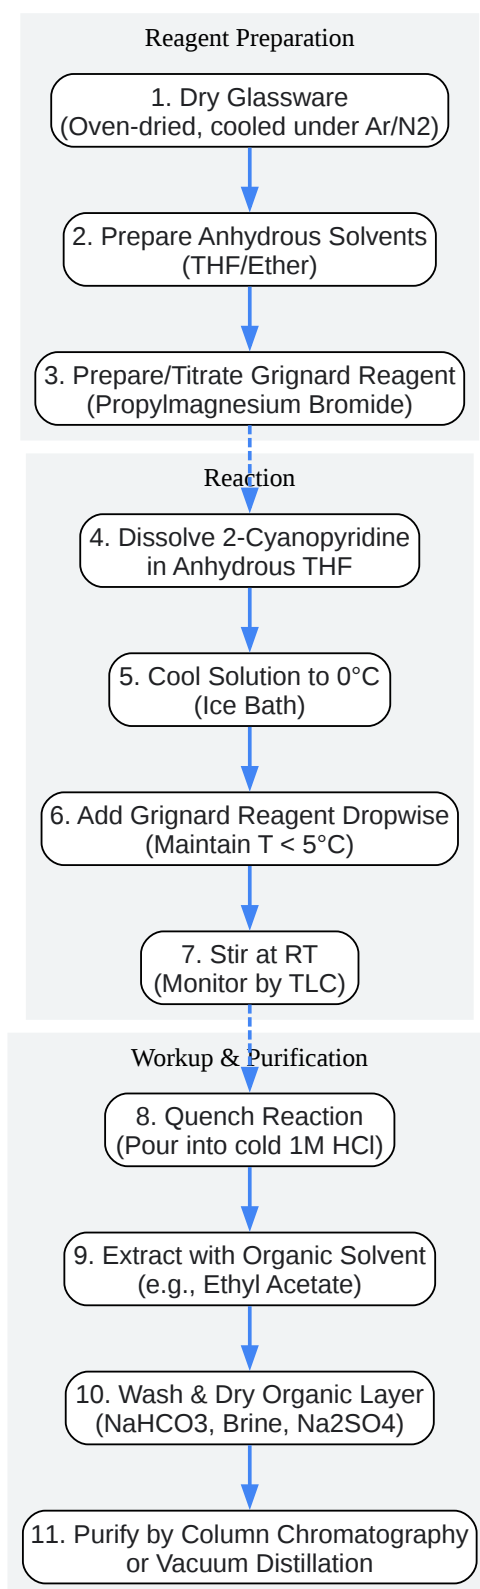 Reagent Preparation
1. Dry Glassware
(Oven-dried, cooled under Ar/N2)
2. Prepare Anhydrous Solvents
(THF/Ether)
3. Prepare/Titrate Grignard Reagent
(Propylmagnesium Bromide)
Reaction
4. Dissolve 2-Cyanopyridine
in Anhydrous THF
5. Cool Solution to 0°C
(Ice Bath)
6. Add Grignard Reagent Dropwise
(Maintain T < 5°C)
7. Stir at RT
(Monitor by TLC)
Workup & Purification
8. Quench Reaction
(Pour into cold 1M HCl)
9. Extract with Organic Solvent
(e.g., Ethyl Acetate)
10. Wash & Dry Organic Layer
(NaHCO3, Brine, Na2SO4)
11. Purify by Column Chromatography
or Vacuum Distillation